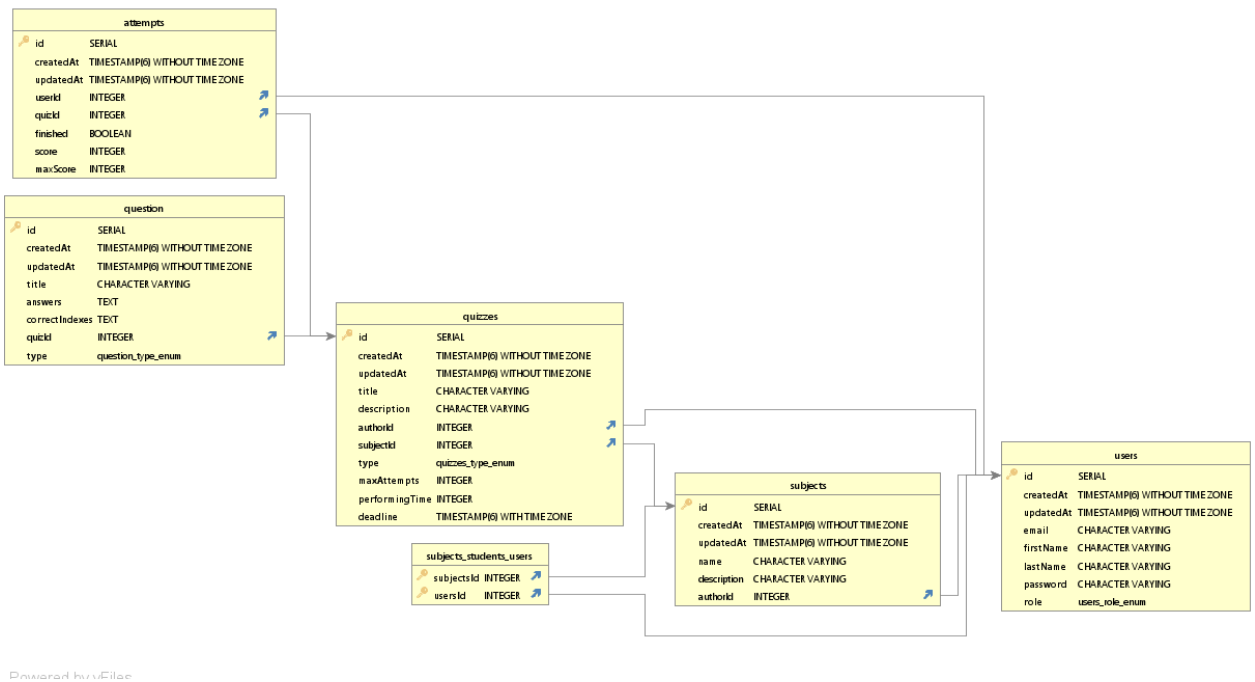 attempts
id SERIAL
createdAt TIMESTAMP(6) WITHOUT TIME ZONE
updatedAt TIMESTAMP(6) WITHOUT TIME ZONE
userId INTEGER
quizId INTEGER
finished BOOLEAN
score INTEGER
maxScore INTEGER
question
id SERIAL
createdAt TIMESTAMP(6) WITHOUT TIME ZONE
updatedAt TIMESTAMP(6) WITHOUT TIME ZONE
title CHARACTER VARYING
answers TEXT
correctIndexes TEXT
quizId INTEGER
type question_type_enum
quizzes
id SERIAL
createdAt TIMESTAMP(6) WITHOUT TIME ZONE
updatedAt TIMESTAMP(6) WITHOUT TIME ZONE
title CHARACTER VARYING
description CHARACTER VARYING
authorId INTEGER
subjectId INTEGER
type quizzes_type_enum
maxAttempts INTEGER
performingTime INTEGER
deadline TIMESTAMP(6) WITH TIME ZONE
subjects_students_users
subjectsId INTEGER
usersId INTEGER
subjects
id SERIAL
createdAt TIMESTAMP(6) WITHOUT TIME ZONE
updatedAt TIMESTAMP(6) WITHOUT TIME ZONE
name CHARACTER VARYING
description CHARACTER VARYING
authorId INTEGER
users
id SERIAL
createdAt TIMESTAMP(6) WITHOUT TIME ZONE
updatedAt TIMESTAMP(6) WITHOUT TIME ZONE
email CHARACTER VARYING
firstName CHARACTER VARYING
lastName CHARACTER VARYING
password CHARACTER VARYING
role users_role_enum
Powered by yFiles